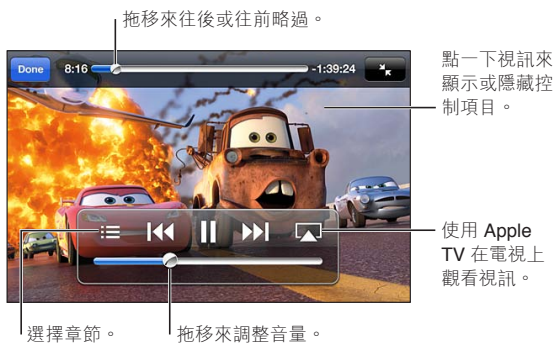 拖移來往後或往前略過。
Done 8:16 -1:39:24
點一下視訊來
顯示或隱藏控
制項目。
使用 Apple
TV 在電視上
觀看視訊。
選擇章節。
拖移來調整音量。